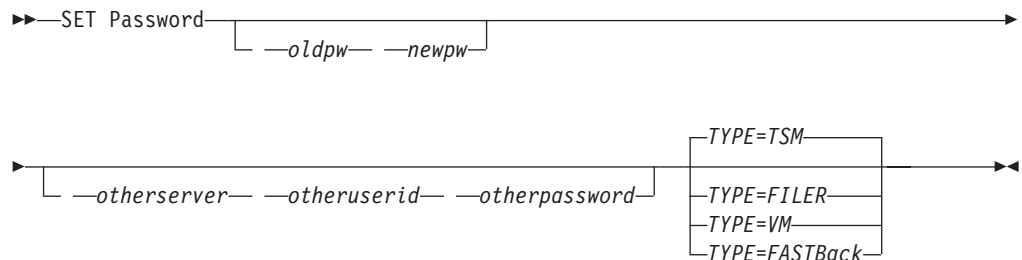 SET Password
oldpw newpw
TYPE=TSM
otherserver otheruserid otherpassword
TYPE=FILER
TYPE=VM
TYPE=FASTBack